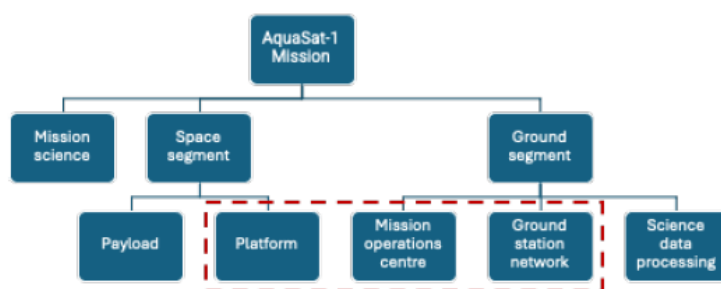 AquaSat-1
Mission
Mission
science
Space
segment
Ground
segment
Payload
Platform
Mission
operations
centre
Ground
station
network
Science
data
processing